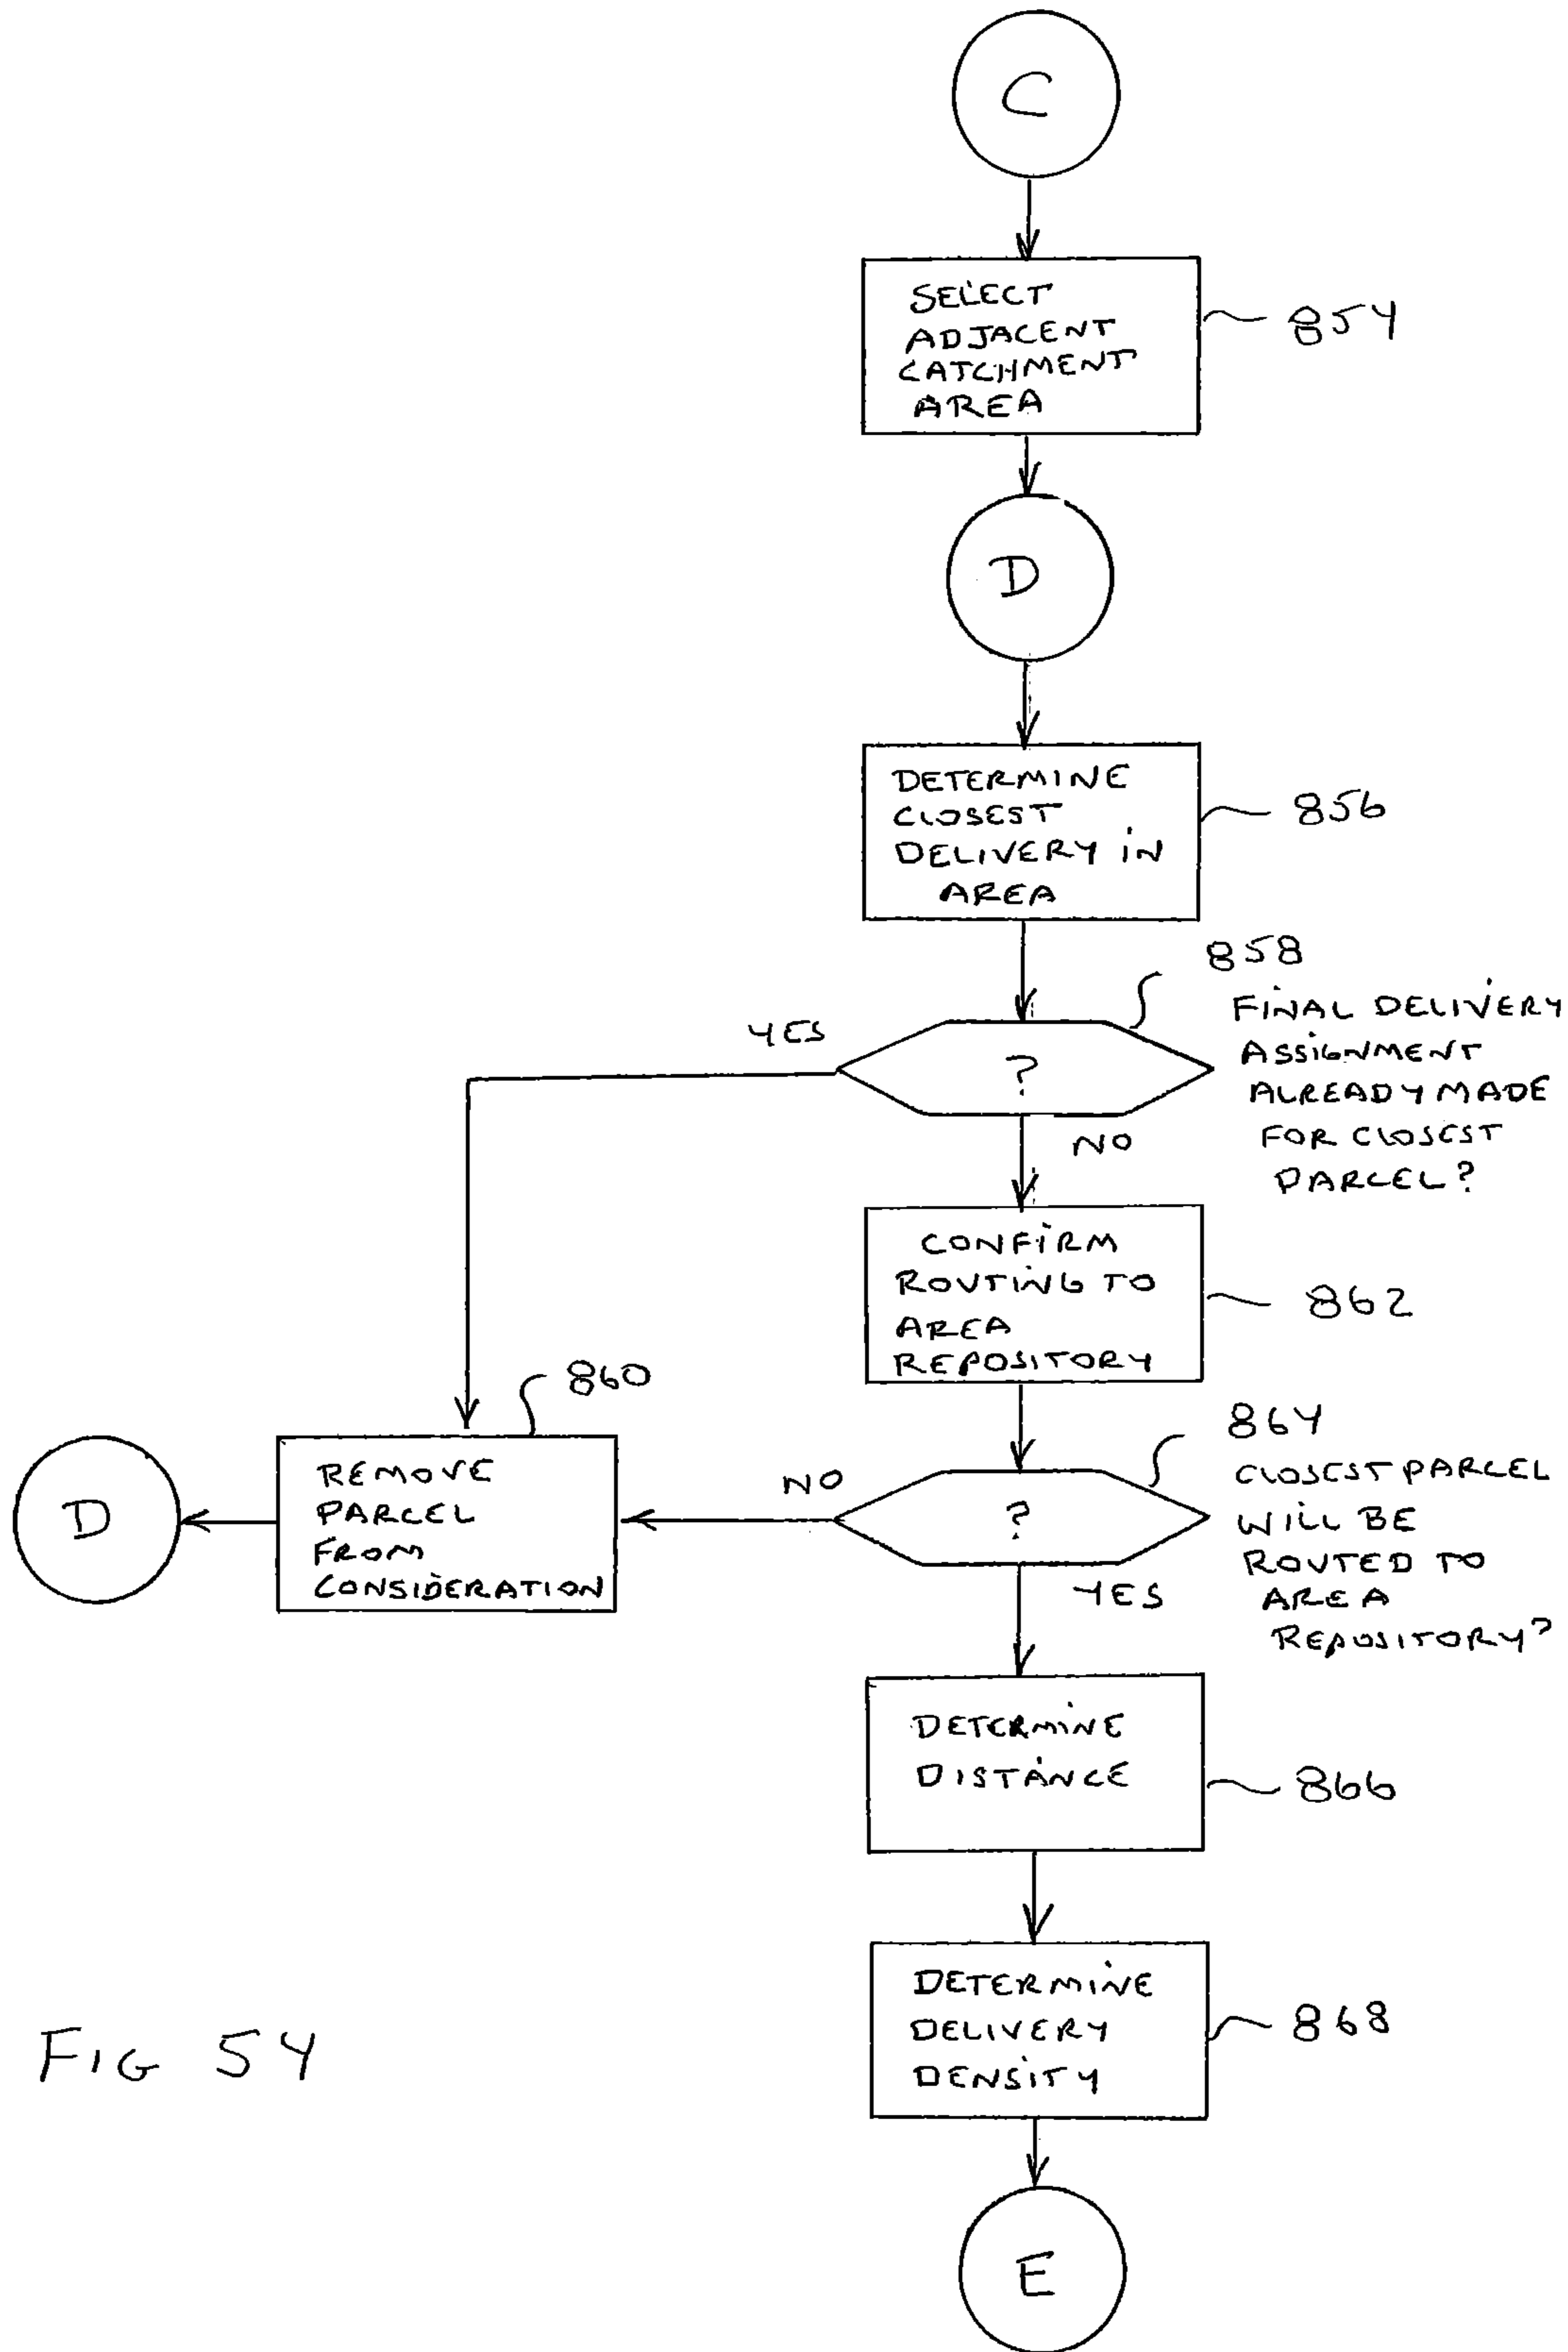 C
SELECT
ADJACENT
CATCHMENT
AREA
854
D
DETERMINE
CLOSEST
DELIVERY IN
AREA
856
858
FINAL DELIVERY
ASSIGNMENT
ALREADY MADE
FOR CLOSEST
PARCEL?
YES
?
NO
CONFIRM
ROUTING TO
AREA
REPOSITORY
862
860
864
CLOSEST PARCEL
WILL BE
ROUTED TO
AREA
REPOSITORY?
D
REMOVE
PARCEL
FROM
CONSIDERATION
NO
?
YES
DETERMINE
DISTANCE
866
DETERMINE
DELIVERY
DENSITY
868
FIG 54
E